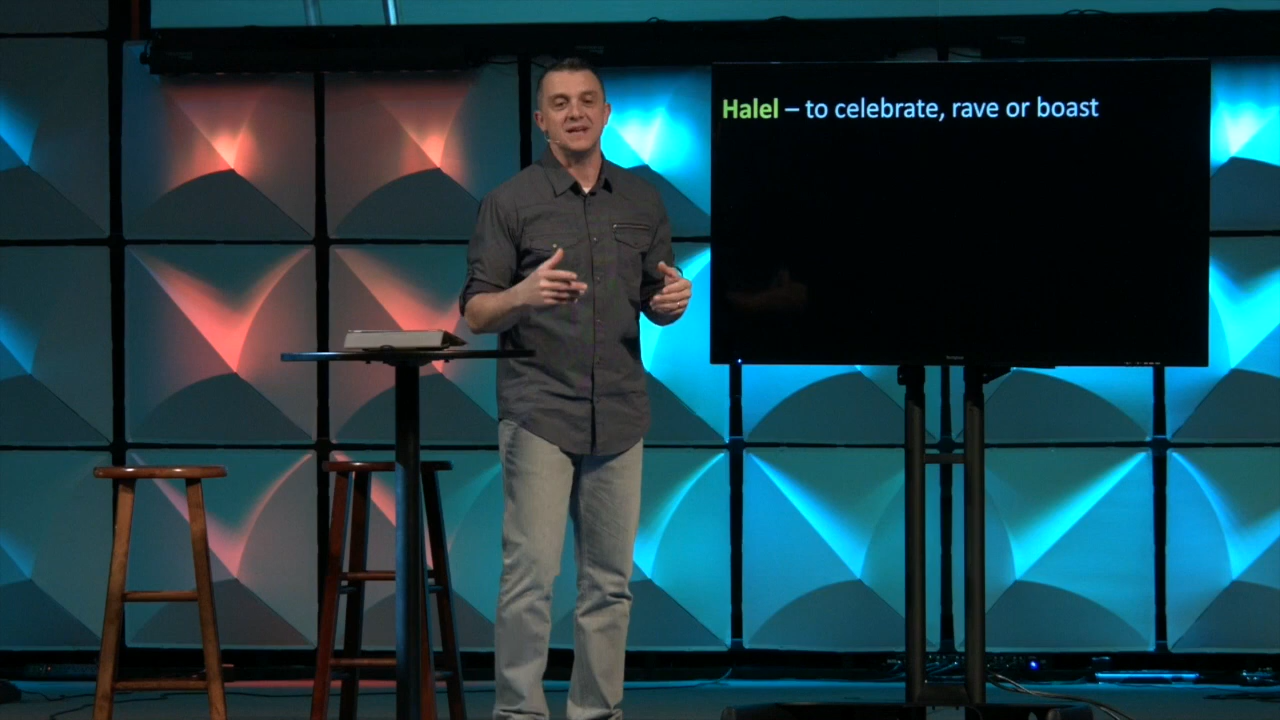 Halel – to celebrate, rave or boast